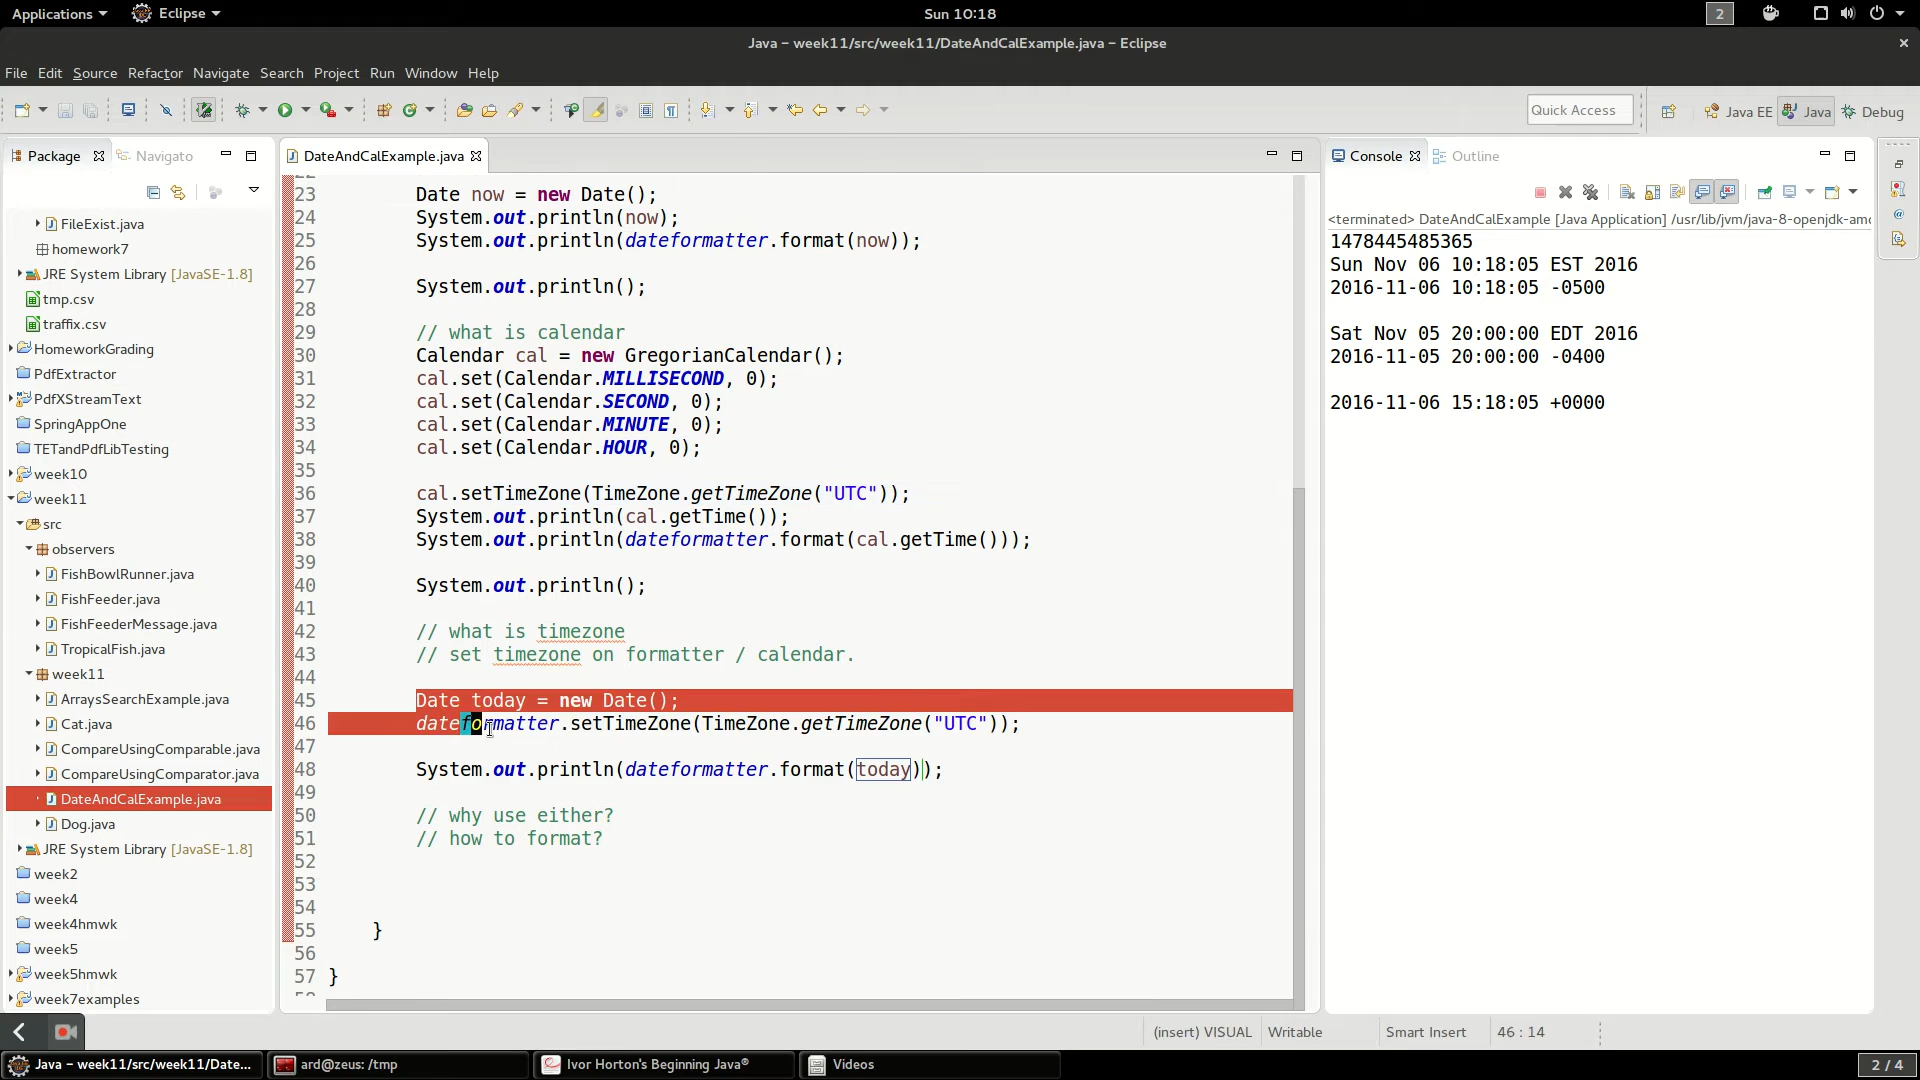 Applications
Eclipse
Sun 10:18
2
Java – week11/src/week11/DateAndCalExample.java – Eclipse
File Edit Source Refactor Navigate Search Project Run Window Help
Quick Access
Java EE
Java
Debug
Package
Navigato
FileExist.java
homework7
JRE System Library [JavaSE-1.8]
tmp.csv
traffix.csv
HomeworkGrading
PdfExtractor
PdfXStreamText
SpringAppOne
TETandPdfLibTesting
week10
week11
src
observers
FishBowlRunner.java
FishFeeder.java
FishFeederMessage.java
TropicalFish.java
week11
ArraysSearchExample.java
Cat.java
CompareUsingComparable.java
CompareUsingComparator.java
DateAndCalExample.java
Dog.java
JRE System Library [JavaSE-1.8]
week2
week4
week4hmwk
week5
week5hmwk
week7examples
DateAndCalExample.java
23 Date now = new Date();
24 System.out.println(now);
25 System.out.println(dateformatter.format(now));
26
27 System.out.println();
28
29 // what is calendar
30 Calendar cal = new GregorianCalendar();
31 cal.set(Calendar.MILLISECOND, 0);
32 cal.set(Calendar.SECOND, 0);
33 cal.set(Calendar.MINUTE, 0);
34 cal.set(Calendar.HOUR, 0);
35
36 cal.setTimeZone(TimeZone.getTimeZone("UTC"));
37 System.out.println(cal.getTime());
38 System.out.println(dateformatter.format(cal.getTime()));
39
40 System.out.println();
41
42 // what is timezone
43 // set timezone on formatter / calendar.
44
45 Date today = new Date();
46 dateformatter.setTimeZone(TimeZone.getTimeZone("UTC"));
47
48 System.out.println(dateformatter.format(today));
49
50 // why use either?
51 // how to format?
52
53
54
55 }
56
57 }
Console
Outline
<terminated> DateAndCalExample [Java Application] /usr/lib/jvm/java-8-openjdk-amd
1478445485365
Sun Nov 06 10:18:05 EST 2016
2016-11-06 10:18:05 -0500
Sat Nov 05 20:00:00 EDT 2016
2016-11-05 20:00:00 -0400
2016-11-06 15:18:05 +0000
(insert) VISUAL
Writable
Smart Insert
46 : 14
Java – week11/src/week11/Date...
ard@zeus: /tmp
Ivor Horton's Beginning Java®
Videos
2 / 4